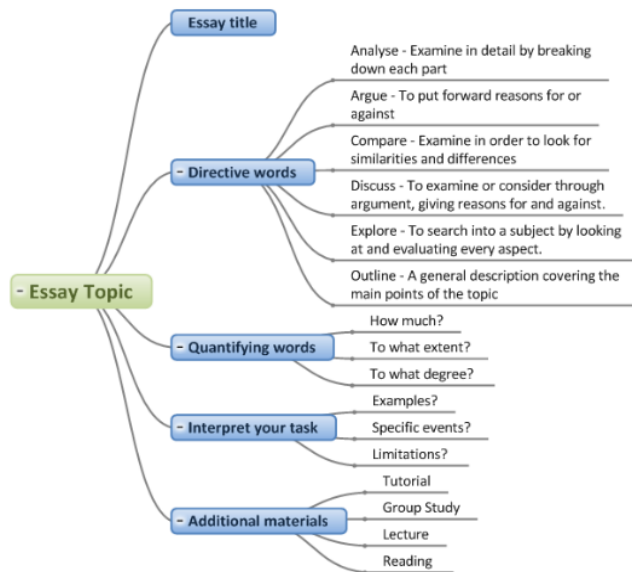 Essay title
Analyse - Examine in detail by breaking
down each part
Argue - To put forward reasons for or
against
Compare - Examine in order to look for
similarities and differences
- Directive words
Discuss - To examine or consider through
argument, giving reasons for and against.
Explore - To search into a subject by looking
at and evaluating every aspect.
Outline - A general description covering the
main points of the topic
- Essay Topic
How much?
- Quantifying words
To what extent?
To what degree?
Examples?
- Interpret your task
Specific events?
Limitations?
Tutorial
Group Study
- Additional materials
Lecture
Reading